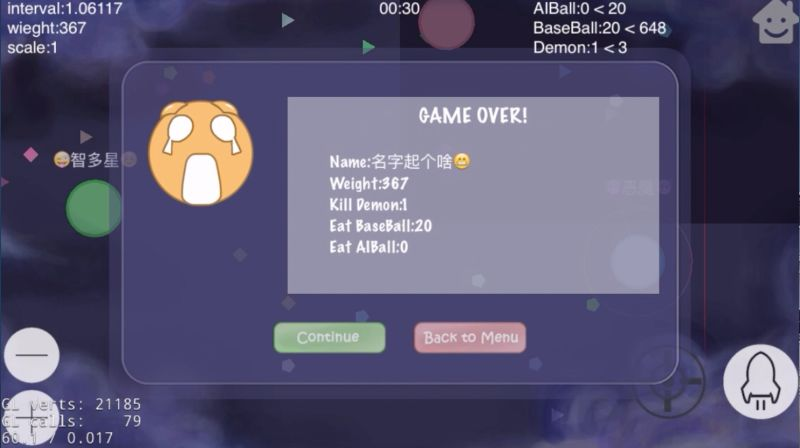 interval:1.06117
wieght:367
scale:1
00:30
AIBall:0 < 20
BaseBall:20 < 648
Demon:1 < 3
GAME OVER!
Name:名字起个啥😬
Weight:367
Kill Demon:1
Eat BaseBall:20
Eat AIBall:0
😜智多星
恶魔
Continue
Back to Menu
GL verts: 21185
GL calls: 79
60.1 / 0.017